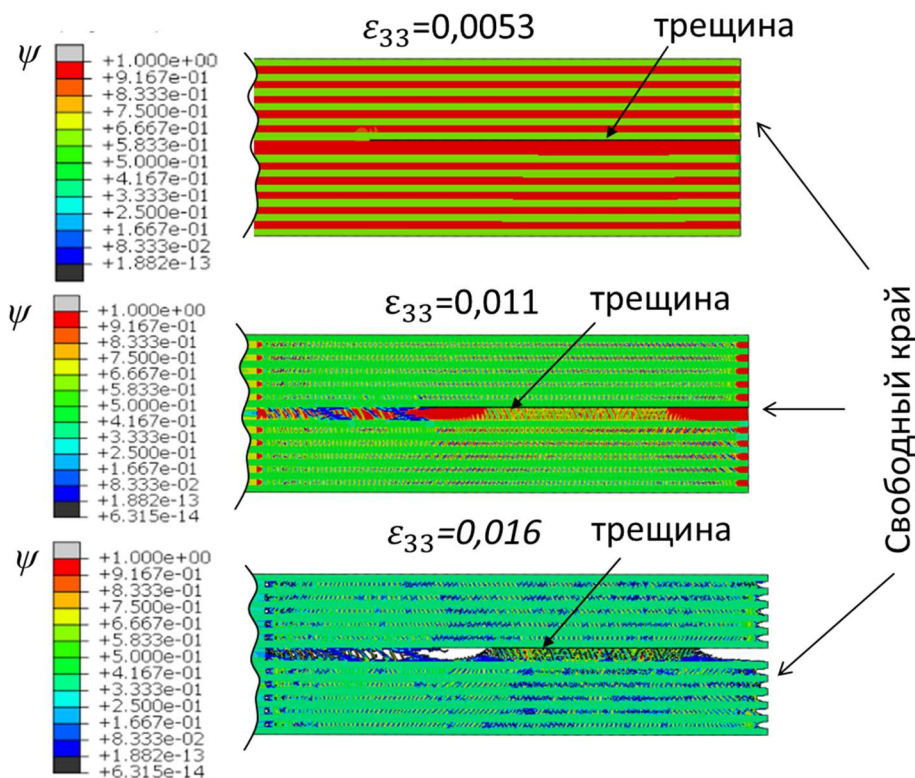 ε₃₃=0,0053
трещина
ψ
+1.000e+00
+9.167e-01
+8.333e-01
+7.500e-01
+6.667e-01
+5.833e-01
+5.000e-01
+4.167e-01
+3.333e-01
+2.500e-01
+1.667e-01
+8.333e-02
+1.882e-13
ε₃₃=0,011
трещина
ψ
+1.000e+00
+9.167e-01
+8.333e-01
+7.500e-01
+6.667e-01
+5.833e-01
+5.000e-01
+4.167e-01
+3.333e-01
+2.500e-01
+1.667e-01
+8.333e-02
+1.882e-13
+6.315e-14
ε₃₃=0,016
трещина
ψ
+1.000e+00
+9.167e-01
+8.333e-01
+7.500e-01
+6.667e-01
+5.833e-01
+5.000e-01
+4.167e-01
+3.333e-01
+2.500e-01
+1.667e-01
+8.333e-02
+1.882e-13
+6.315e-14
Свободный край